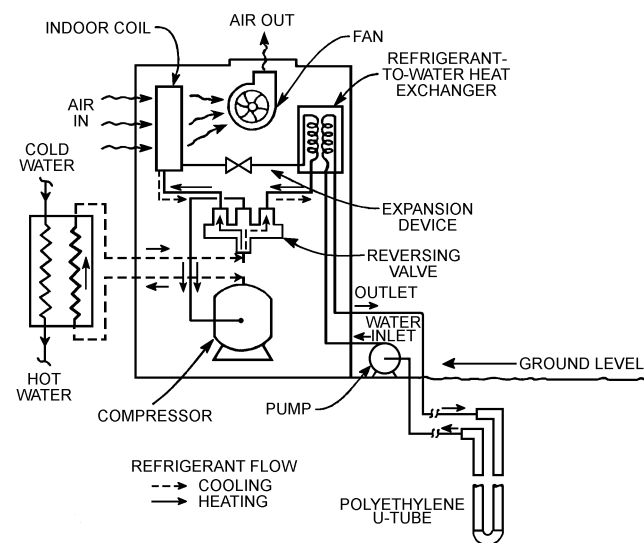 AIR OUT
INDOOR COIL
FAN
REFRIGERANT-
TO-WATER HEAT
EXCHANGER
AIR
IN
COLD
WATER
EXPANSION
DEVICE
REVERSING
VALVE
OUTLET
WATER
INLET
GROUND LEVEL
HOT
WATER
COMPRESSOR
PUMP
REFRIGERANT FLOW
COOLING
HEATING
POLYETHYLENE
U-TUBE